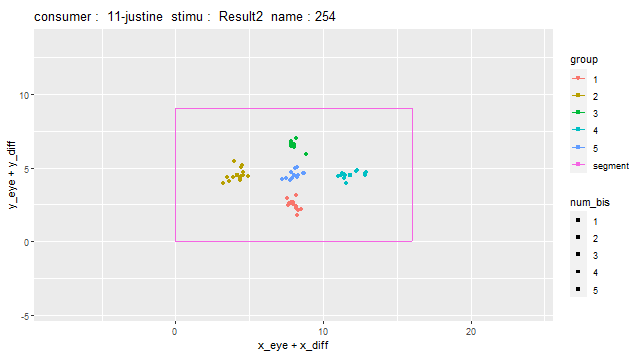 consumer :  11-justine  stimu :  Result2  name : 254
y_eye + y_diff
10
5
0
-5
0
10
20
x_eye + x_diff
group
1
2
3
4
5
segment
num_bis
1
2
3
4
5